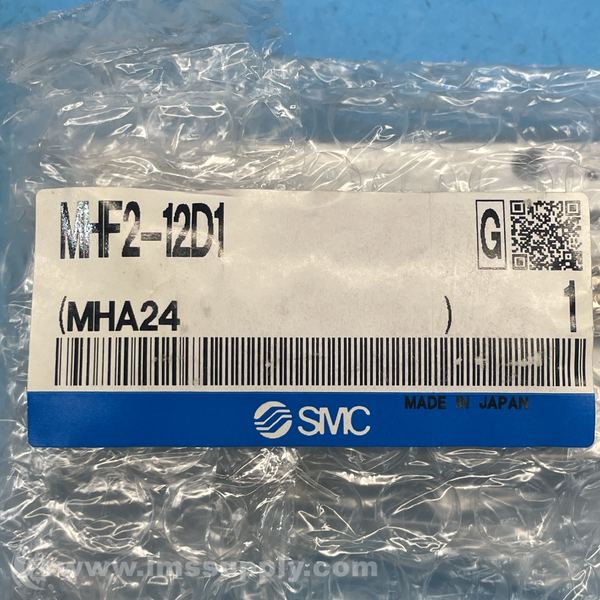 MHF2-12D1
G
(MHA24 ) 1
MADE IN JAPAN
SMC
www.imssupply.com